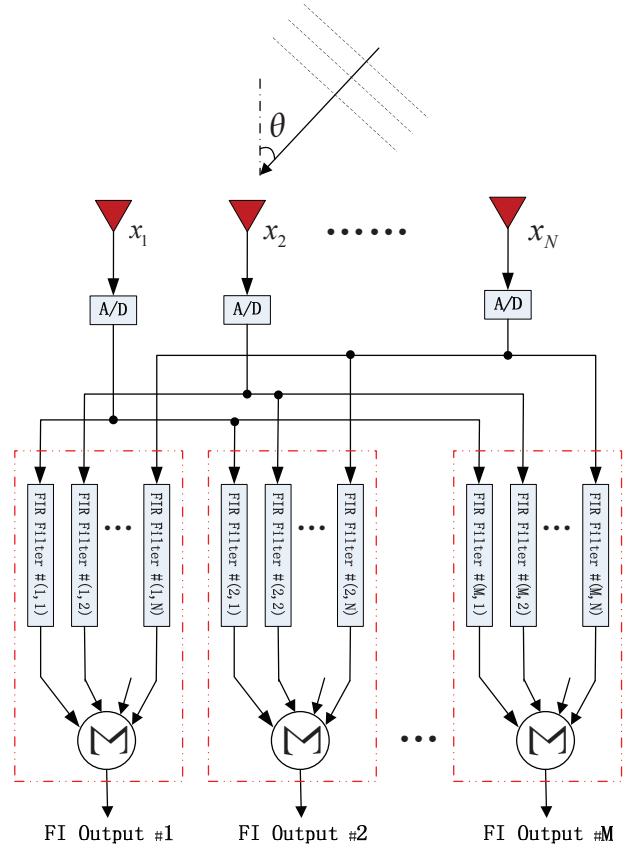 θ
x1
x2
......
xN
A/D
A/D
A/D
FIR Filter #(1,1)
FIR Filter #(1,2)
...
FIR Filter #(1,N)
FIR Filter #(2,1)
FIR Filter #(2,2)
...
FIR Filter #(2,N)
FIR Filter #(M,1)
FIR Filter #(M,2)
...
FIR Filter #(M,N)
Σ
Σ
...
Σ
FI Output #1
FI Output #2
FI Output #M